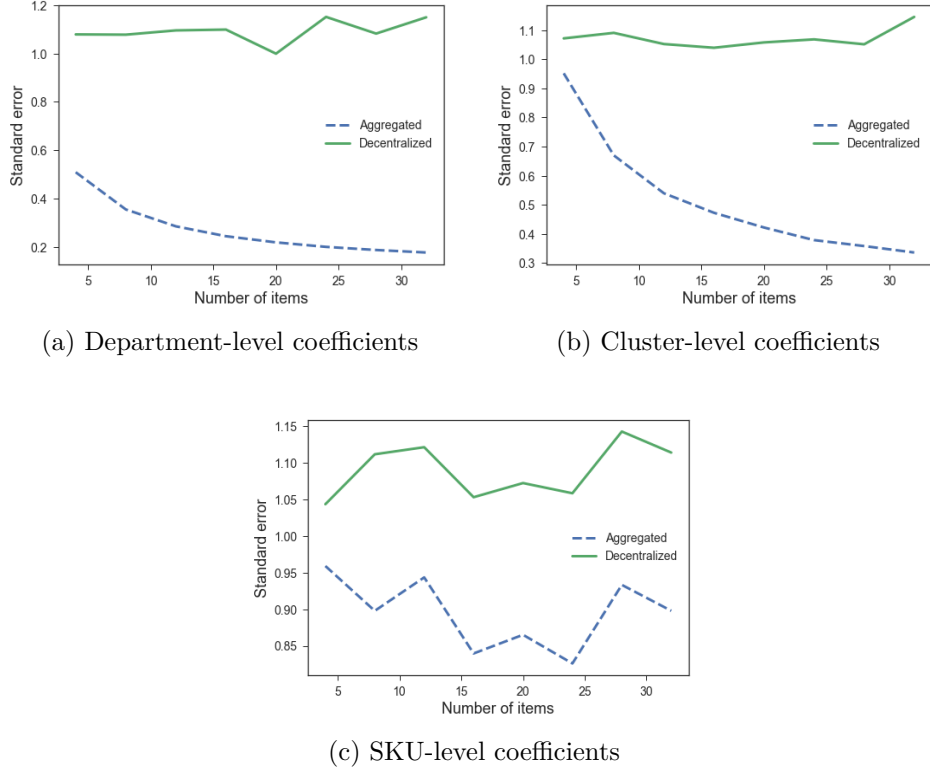 1.2
1.0
0.8
0.6
0.4
0.2
Standard error
Aggregated
Decentralized
5 10 15 20 25 30
Number of items
(a) Department-level coefficients
1.1
1.0
0.9
0.8
0.7
0.6
0.5
0.4
0.3
Standard error
Aggregated
Decentralized
5 10 15 20 25 30
Number of items
(b) Cluster-level coefficients
1.15
1.10
1.05
1.00
0.95
0.90
0.85
Standard error
Aggregated
Decentralized
5 10 15 20 25 30
Number of items
(c) SKU-level coefficients